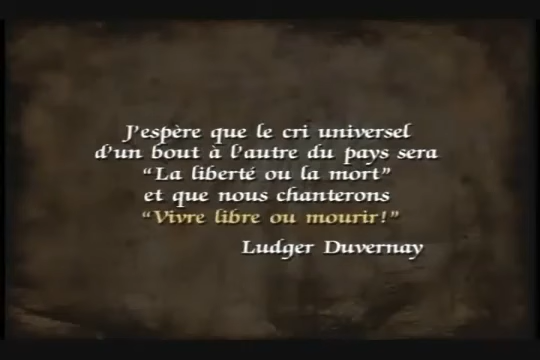 J'espère que le cri universel
d'un bout à l'autre du pays sera
“La liberté ou la mort”
et que nous chanterons
“Vivre libre ou mourir!”
Ludger Duvernay